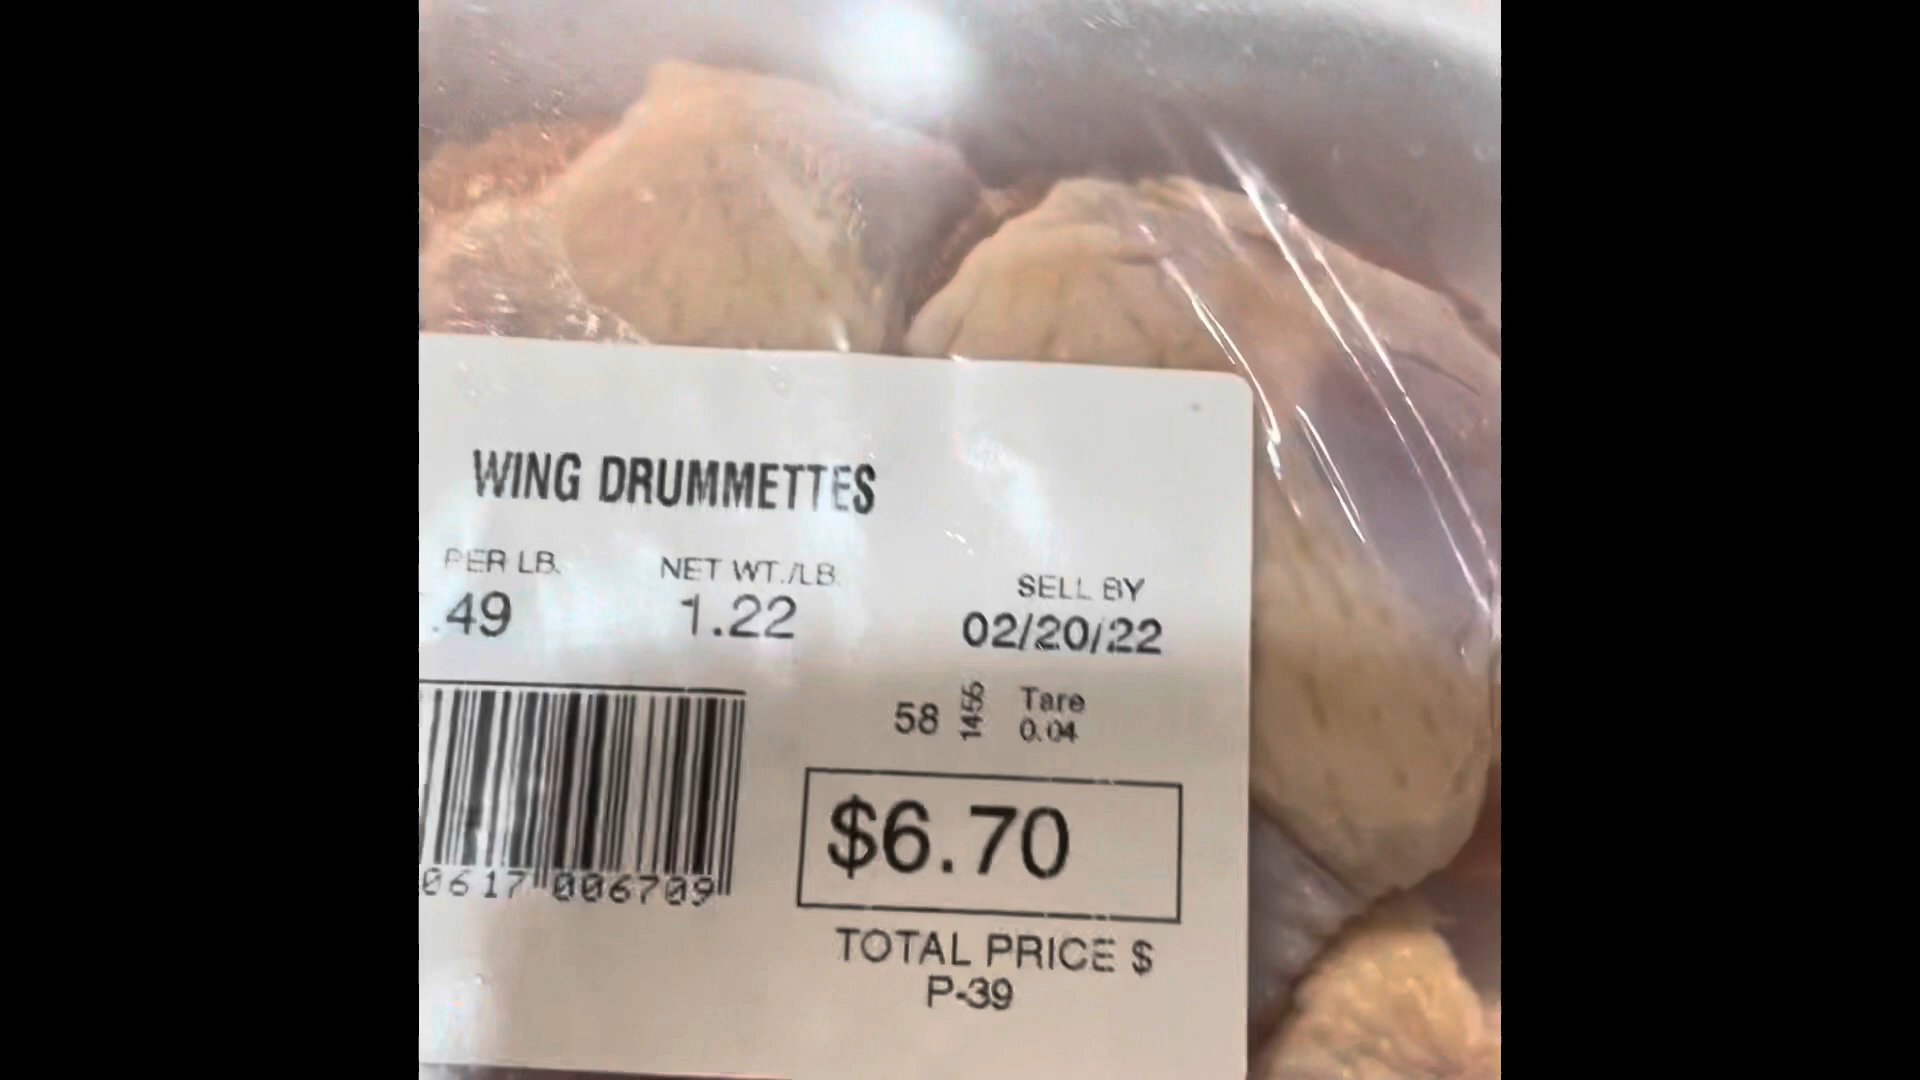 WING DRUMMETTES
PER LB. NET WT./LB.
.49 1.22
SELL BY
02/20/22
58 1455 Tare
0.04
0617 006709
$6.70
TOTAL PRICE $
P-39